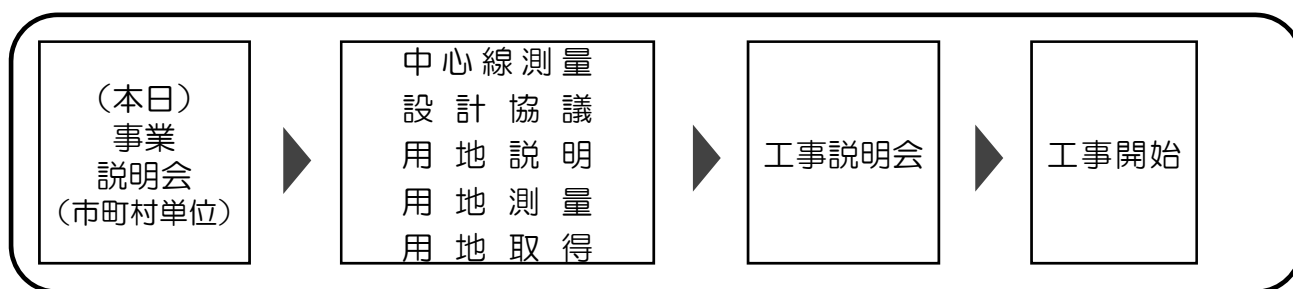 （本日）
事業
説明会
（市町村単位）
中心線測量
設計協議
用地説明
用地測量
用地取得
工事説明会
工事開始